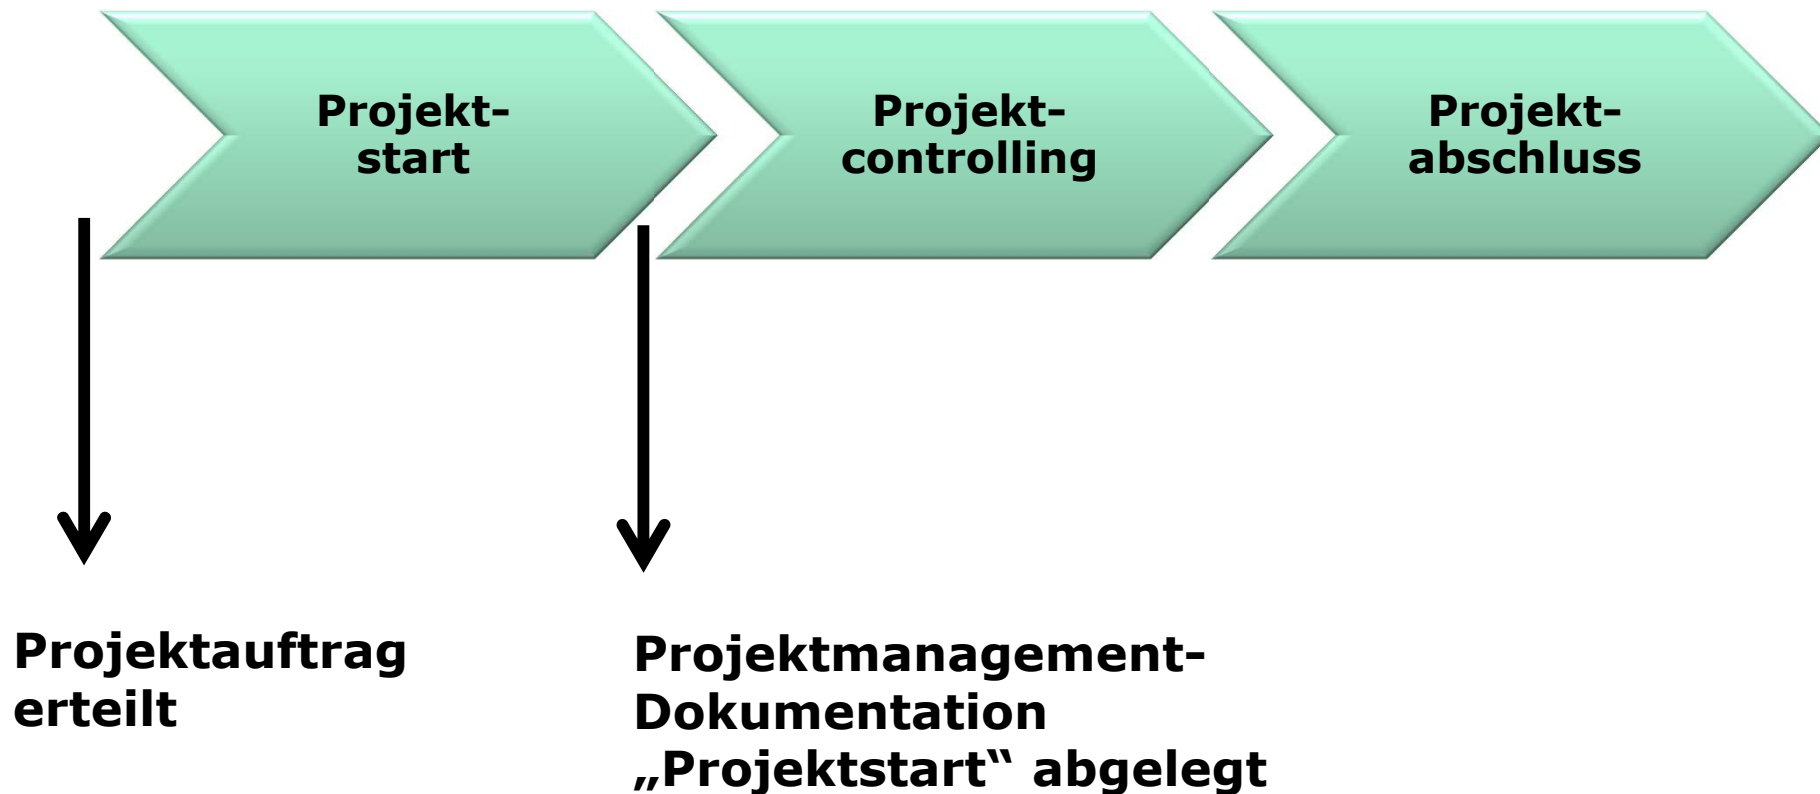 Projekt-
start
Projekt-
controlling
Projekt-
abschluss
Projektauftrag
erteilt
Projektmanagement-
Dokumentation
„Projektstart“ abgelegt